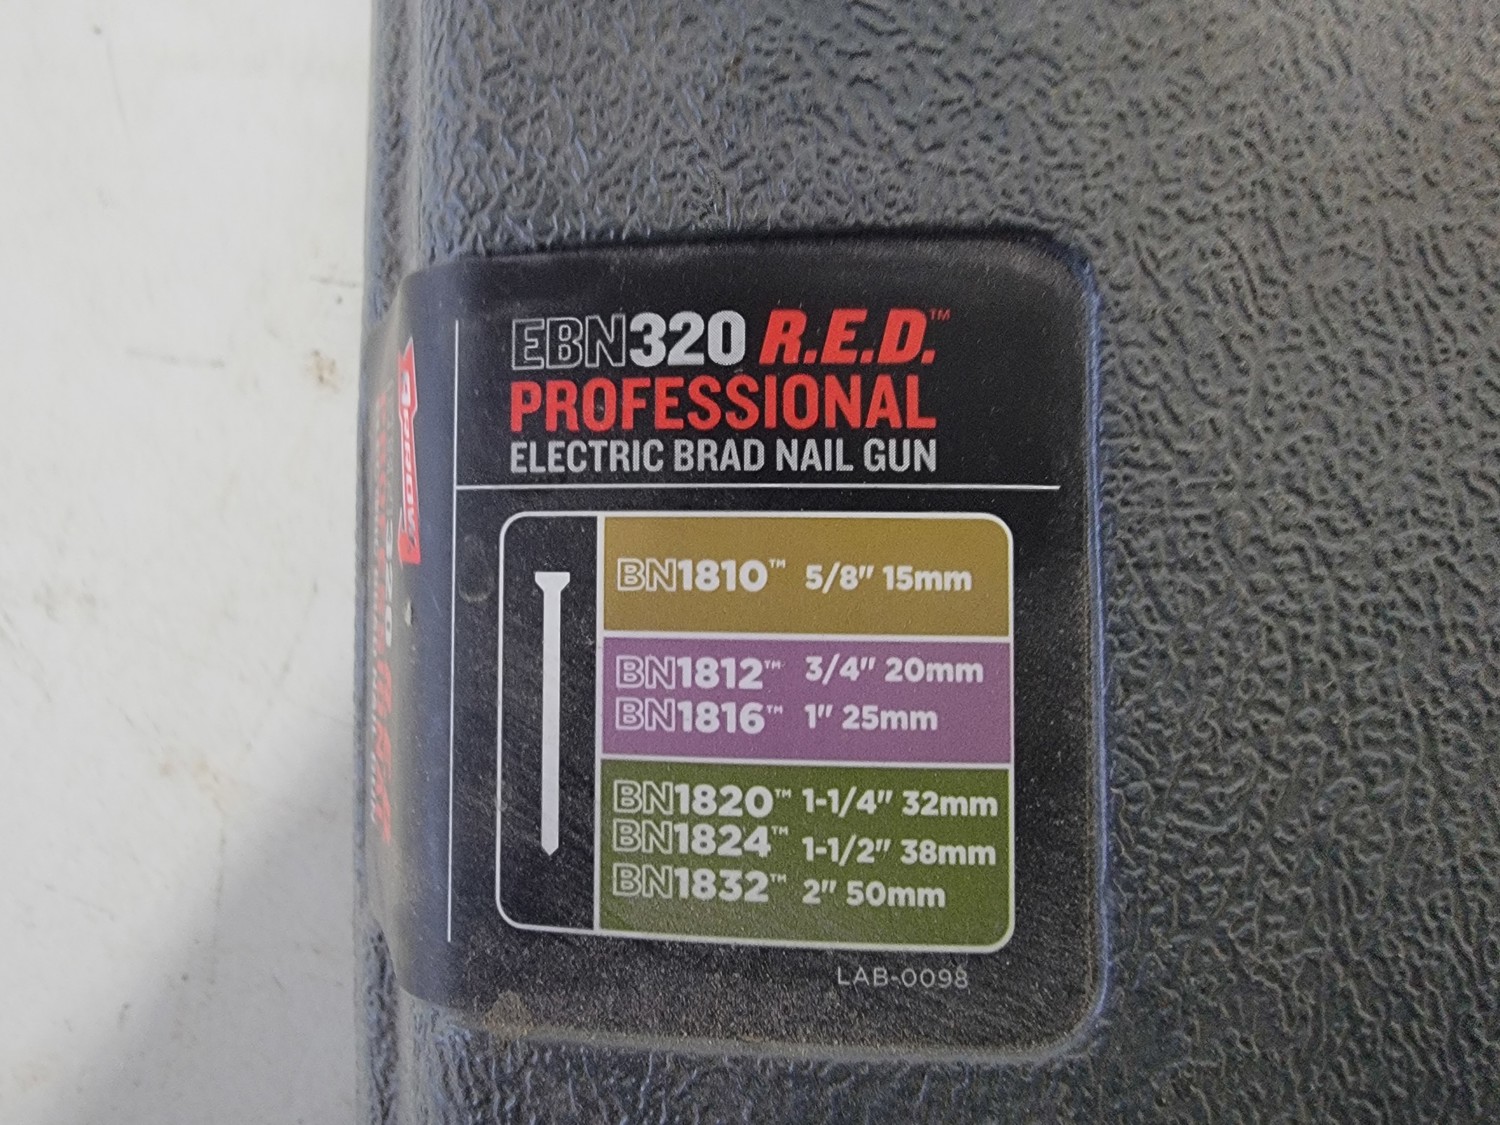 EBN320 R.E.D.™
PROFESSIONAL
ELECTRIC BRAD NAIL GUN
BN1810™ 5/8" 15mm
BN1812™ 3/4" 20mm
BN1816™ 1" 25mm
BN1820™ 1-1/4" 32mm
BN1824™ 1-1/2" 38mm
BN1832™ 2" 50mm
LAB-0098
ARROW